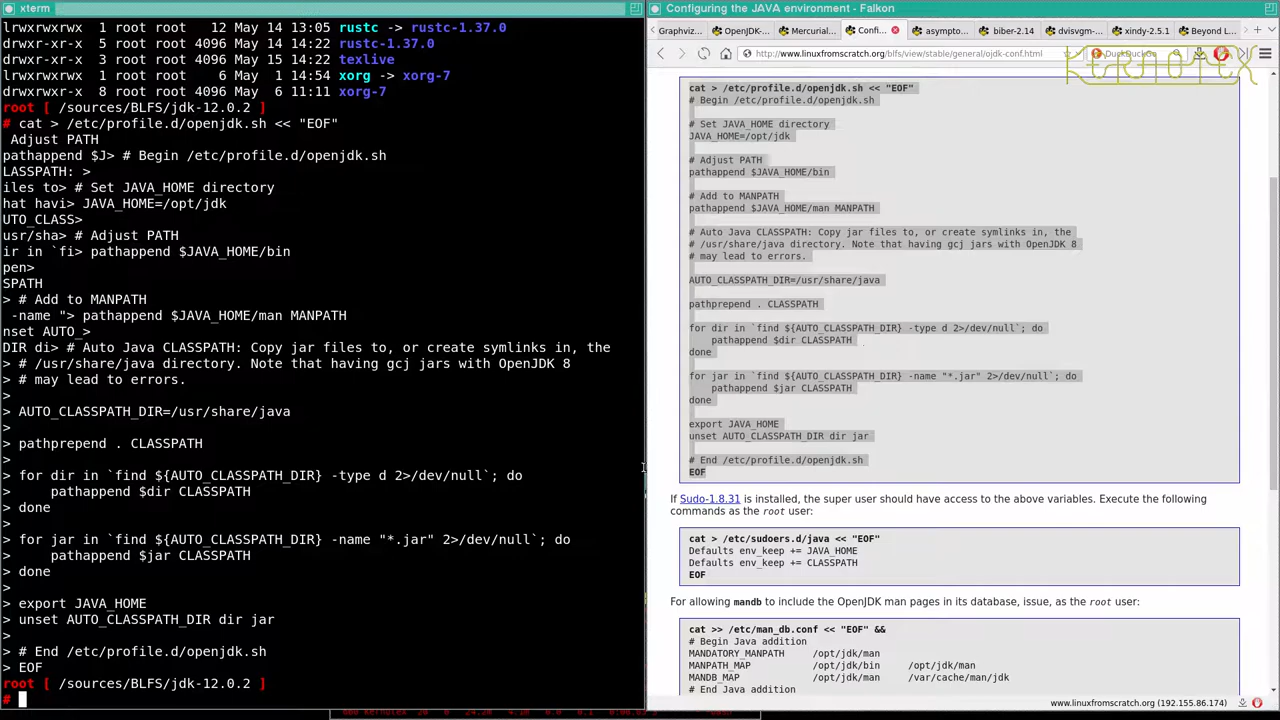 xterm
lrwxrwxrwx  1 root root   12 May 14 13:05 rustc -> rustc-1.37.0
drwxr-xr-x  5 root root 4096 May 14 14:22 rustc-1.37.0
drwxr-xr-x  3 root root 4096 May 15 14:22 texlive
lrwxrwxrwx  1 root root    6 May  1 14:54 xorg -> xorg-7
drwxr-xr-x  8 root root 4096 May  6 11:11 xorg-7
root [ /sources/BLFS/jdk-12.0.2 ]
# cat > /etc/profile.d/openjdk.sh << "EOF"
 Adjust PATH
pathappend $J> # Begin /etc/profile.d/openjdk.sh
LASSPATH: >
iles to> # Set JAVA_HOME directory
hat havi> JAVA_HOME=/opt/jdk
UTO_CLASS>
usr/sha> # Adjust PATH
ir in `fi> pathappend $JAVA_HOME/bin
pen>
SPATH
> # Add to MANPATH
 -name "> pathappend $JAVA_HOME/man MANPATH
nset AUTO_>
DIR di> # Auto Java CLASSPATH: Copy jar files to, or create symlinks in, the
> # /usr/share/java directory. Note that having gcj jars with OpenJDK 8
> # may lead to errors.
>
> AUTO_CLASSPATH_DIR=/usr/share/java
>
> pathprepend . CLASSPATH
>
> for dir in `find ${AUTO_CLASSPATH_DIR} -type d 2>/dev/null`; do
>     pathappend $dir CLASSPATH
> done
>
> for jar in `find ${AUTO_CLASSPATH_DIR} -name "*.jar" 2>/dev/null`; do
>     pathappend $jar CLASSPATH
> done
>
> export JAVA_HOME
> unset AUTO_CLASSPATH_DIR dir jar
>
> # End /etc/profile.d/openjdk.sh
> EOF
root [ /sources/BLFS/jdk-12.0.2 ]
#
Configuring the JAVA environment - Falkon
Graphviz... OpenJDK-... Mercurial... Confi... asympto... biber-2.14 dvisvgm-... xindy-2.5.1 Beyond L...
http://www.linuxfromscratch.org/blfs/view/stable/general/ojdk-conf.html
DuckDuckGo
KERNOTEX
cat > /etc/profile.d/openjdk.sh << "EOF"
# Begin /etc/profile.d/openjdk.sh
# Set JAVA_HOME directory
JAVA_HOME=/opt/jdk
# Adjust PATH
pathappend $JAVA_HOME/bin
# Add to MANPATH
pathappend $JAVA_HOME/man MANPATH
# Auto Java CLASSPATH: Copy jar files to, or create symlinks in, the
# /usr/share/java directory. Note that having gcj jars with OpenJDK 8
# may lead to errors.
AUTO_CLASSPATH_DIR=/usr/share/java
pathprepend . CLASSPATH
for dir in `find ${AUTO_CLASSPATH_DIR} -type d 2>/dev/null`; do
    pathappend $dir CLASSPATH
done
for jar in `find ${AUTO_CLASSPATH_DIR} -name "*.jar" 2>/dev/null`; do
    pathappend $jar CLASSPATH
done
export JAVA_HOME
unset AUTO_CLASSPATH_DIR dir jar
# End /etc/profile.d/openjdk.sh
EOF
If Sudo-1.8.31 is installed, the super user should have access to the above variables. Execute the following
commands as the root user:
cat > /etc/sudoers.d/java << "EOF"
Defaults env_keep += JAVA_HOME
Defaults env_keep += CLASSPATH
EOF
For allowing mandb to include the OpenJDK man pages in its database, issue, as the root user:
cat >> /etc/man_db.conf << "EOF" &&
# Begin Java addition
MANDATORY_MANPATH     /opt/jdk/man
MANPATH_MAP           /opt/jdk/bin     /opt/jdk/man
MANDB_MAP             /opt/jdk/man     /var/cache/man/jdk
# End Java addition
www.linuxfromscratch.org (192.155.86.174)